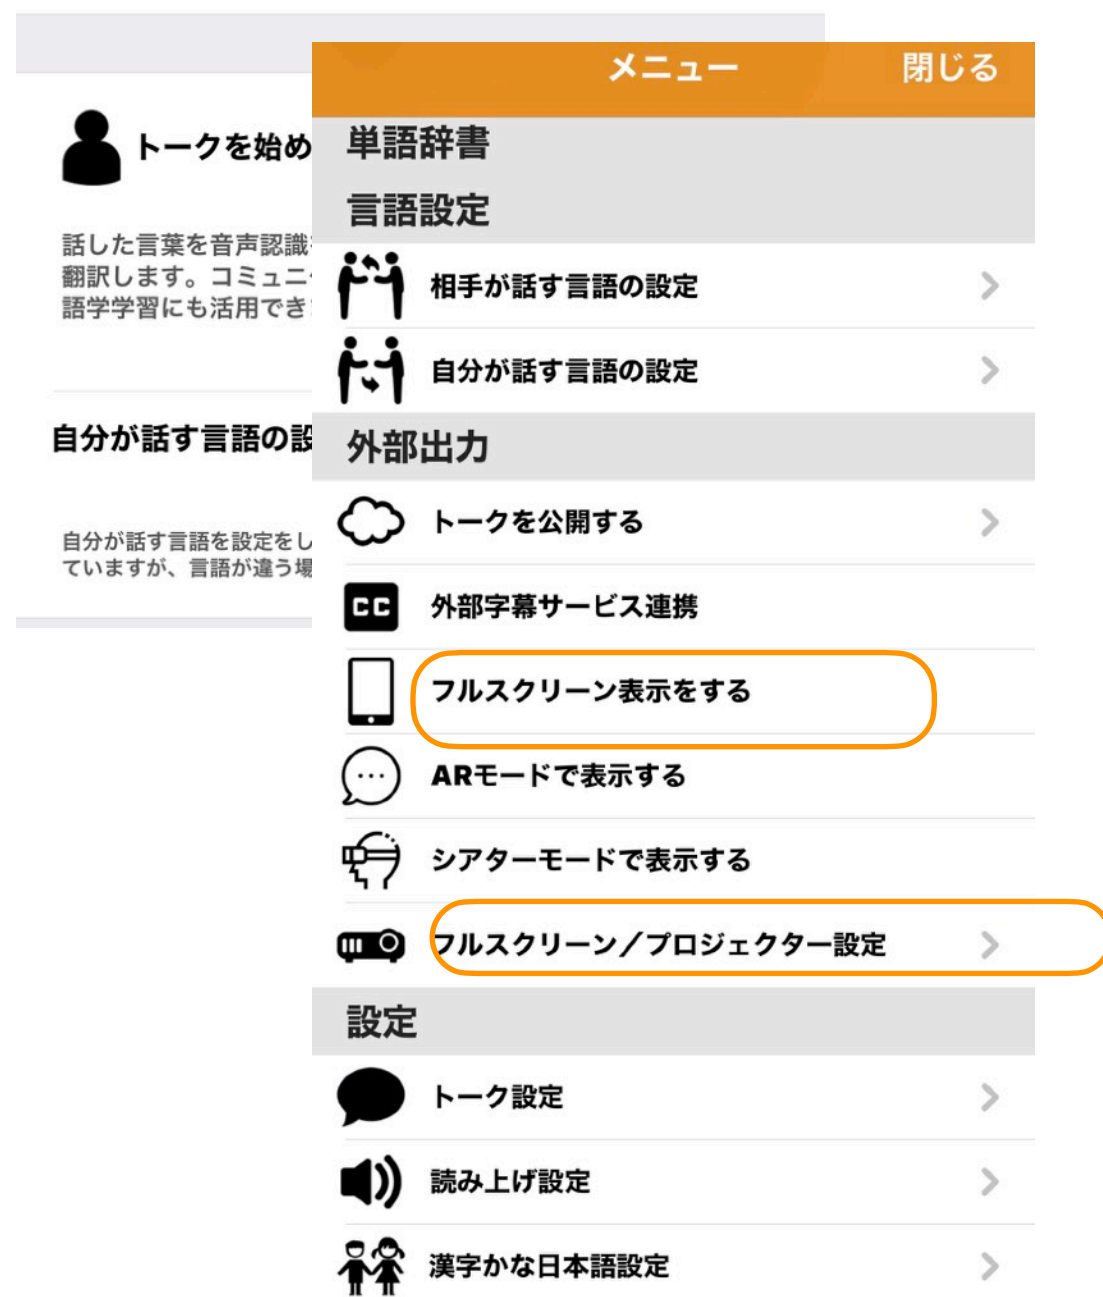 トークを始め
話した言葉を音声認識
翻訳します。コミュニ
語学学習にも活用でき
自分が話す言語の設
自分が話す言語を設定をし
ていますが、言語が違う場
メニュー
閉じる
単語辞書
言語設定
相手が話す言語の設定
自分が話す言語の設定
外部出力
トークを公開する
CC
外部字幕サービス連携
フルスクリーン表示をする
ARモードで表示する
シアターモードで表示する
フルスクリーン／プロジェクター設定
設定
トーク設定
読み上げ設定
漢字かな日本語設定